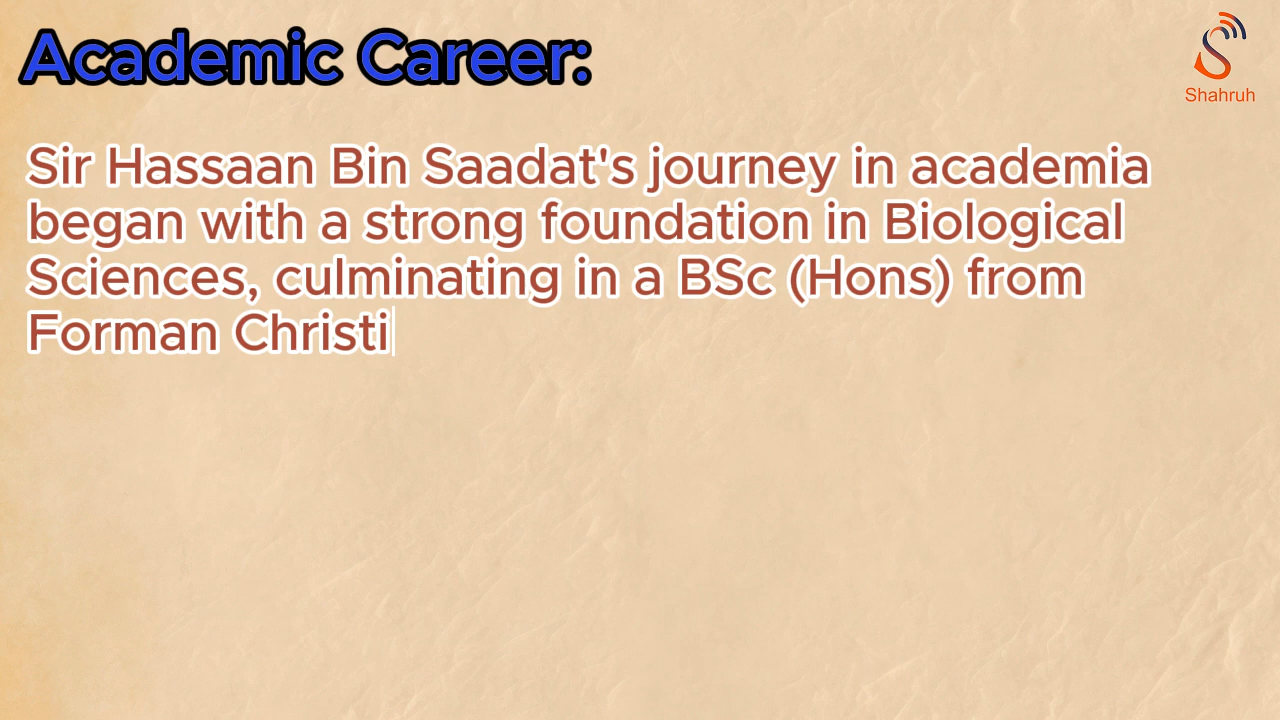 Academic Career:
Shahruh
Sir Hassaan Bin Saadat's journey in academia
began with a strong foundation in Biological
Sciences, culminating in a BSc (Hons) from
Forman Christi